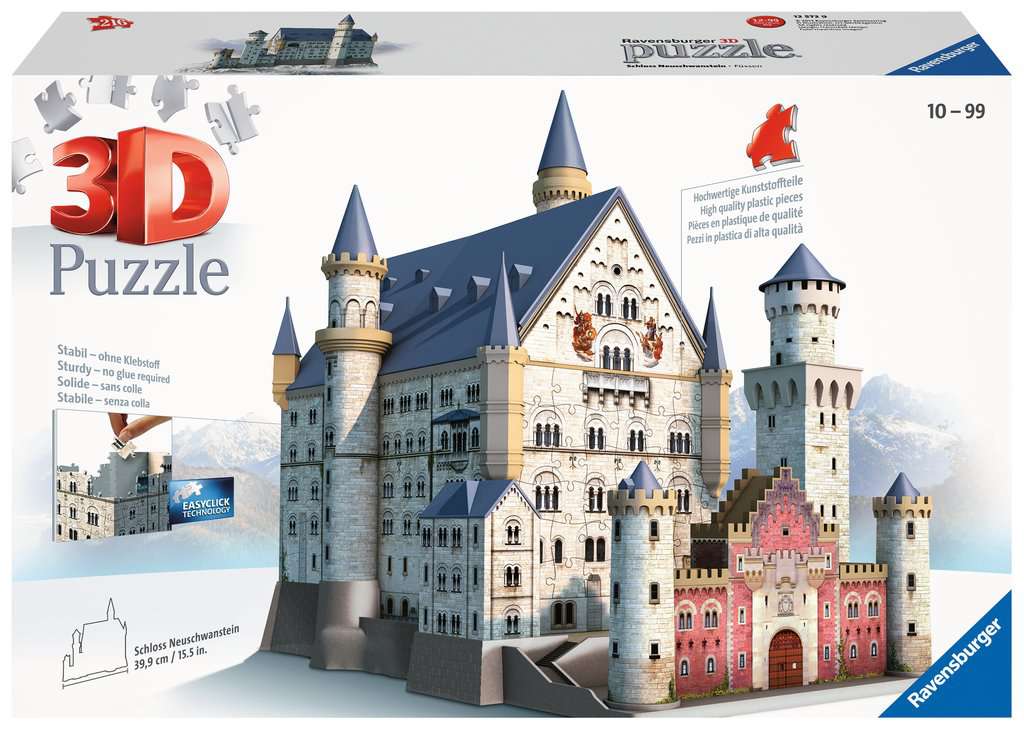 216
Ravensburger 3D
puzzle
Schloss Neuschwanstein · Füssen
Ravensburger
10 – 99
3D
Puzzle
Hochwertige Kunststoffteile
High quality plastic pieces
Pièces en plastique de qualité
Pezzi in plastica di alta qualità
Stabil – ohne Klebstoff
Sturdy – no glue required
Solide – sans colle
Stabile – senza colla
EASYCLICK
TECHNOLOGY
Schloss Neuschwanstein
39,9 cm / 15.5 in.
Ravensburger